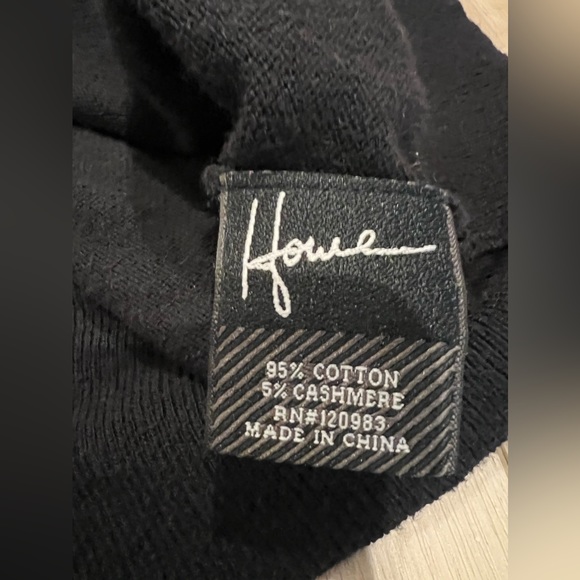 Howe
95% COTTON
5% CASHMERE
RN#120983
MADE IN CHINA